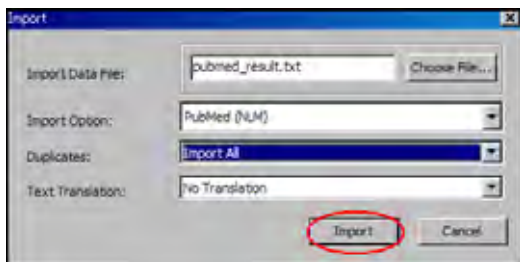 Import
Import Data File: pubmed_result.txt Choose File...
Import Option: PubMed (NLM)
Duplicates: Import All
Text Translation: No Translation
Import Cancel